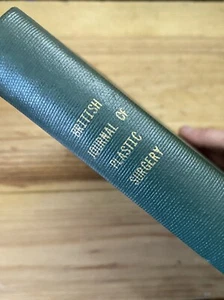 BRITISH
JOURNAL OF
PLASTIC
SURGERY